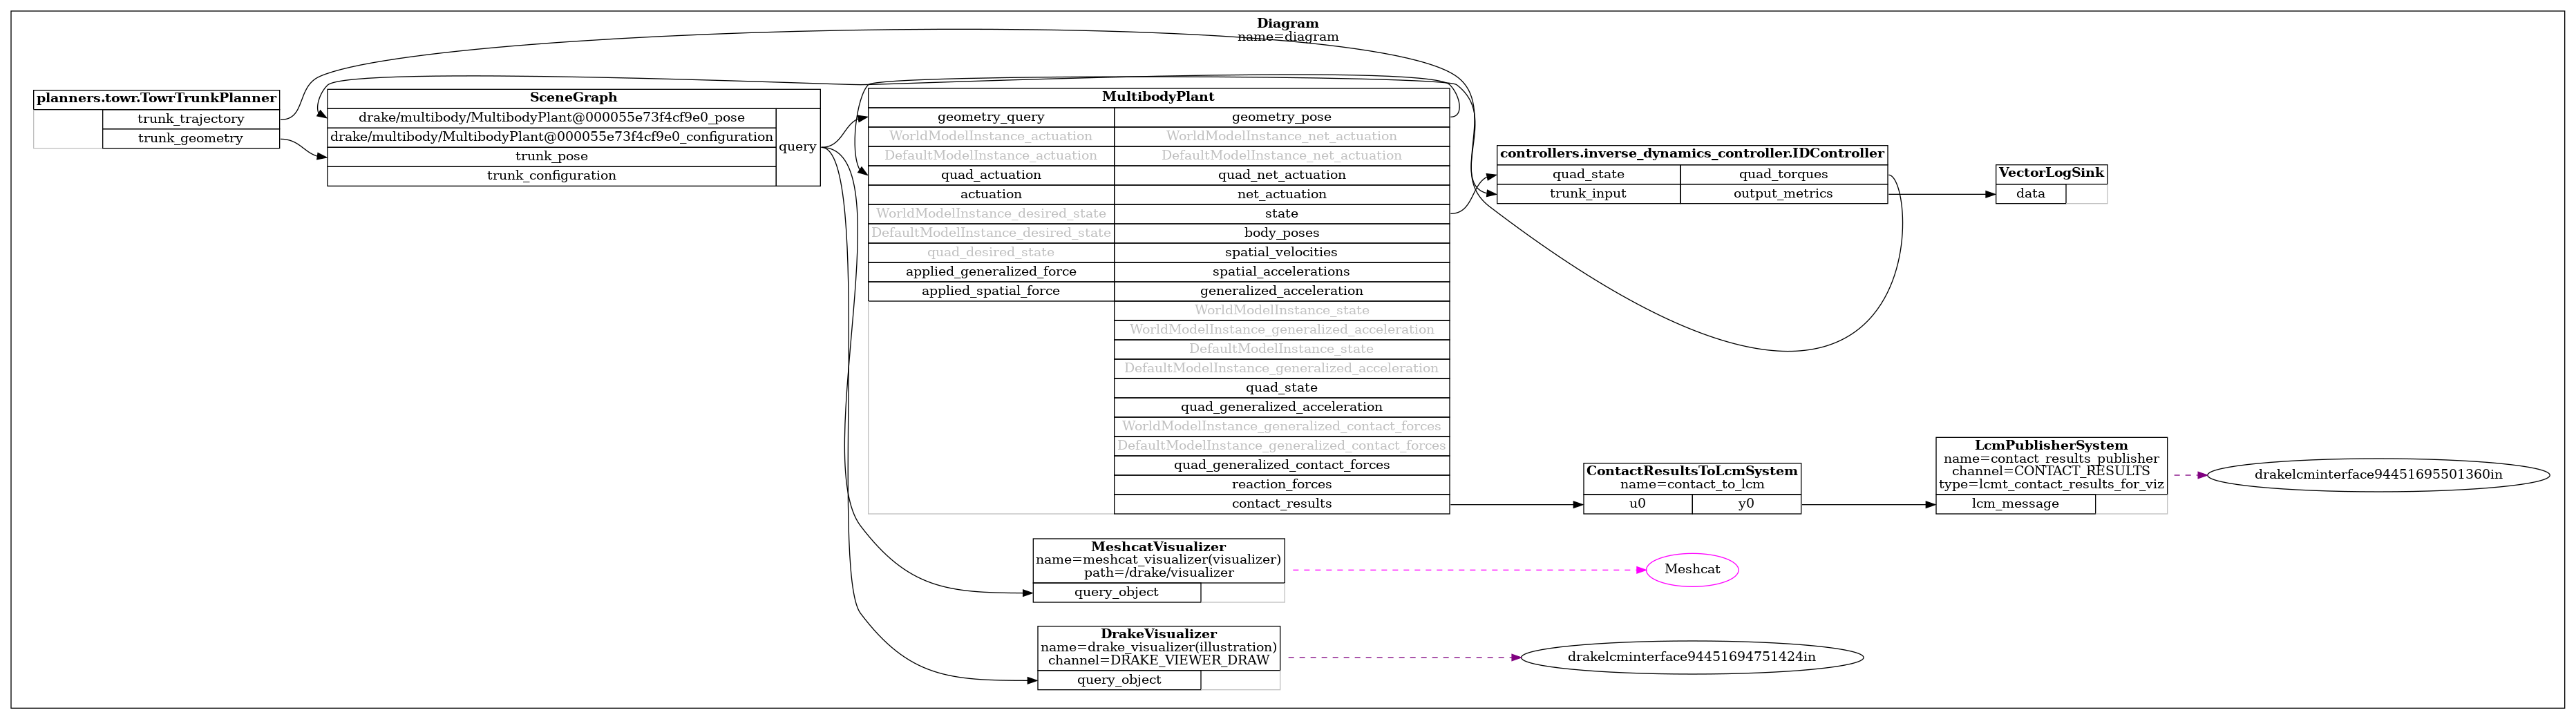 Diagram
name=diagram
planners.towr.TowrTrunkPlanner
trunk_trajectory
trunk_geometry
SceneGraph
drake/multibody/MultibodyPlant@000055e73f4cf9e0_pose
drake/multibody/MultibodyPlant@000055e73f4cf9e0_configuration
trunk_pose
trunk_configuration
query
MultibodyPlant
geometry_query
geometry_pose
WorldModelInstance_actuation
WorldModelInstance_net_actuation
DefaultModelInstance_actuation
DefaultModelInstance_net_actuation
quad_actuation
quad_net_actuation
actuation
net_actuation
WorldModelInstance_desired_state
state
DefaultModelInstance_desired_state
body_poses
quad_desired_state
spatial_velocities
applied_generalized_force
spatial_accelerations
applied_spatial_force
generalized_acceleration
WorldModelInstance_state
WorldModelInstance_generalized_acceleration
DefaultModelInstance_state
DefaultModelInstance_generalized_acceleration
quad_state
quad_generalized_acceleration
WorldModelInstance_generalized_contact_forces
DefaultModelInstance_generalized_contact_forces
quad_generalized_contact_forces
reaction_forces
contact_results
controllers.inverse_dynamics_controller.IDController
quad_state
quad_torques
trunk_input
output_metrics
VectorLogSink
data
ContactResultsToLcmSystem
name=contact_to_lcm
u0
y0
LcmPublisherSystem
name=contact_results_publisher
channel=CONTACT_RESULTS
type=lcmt_contact_results_for_viz
lcm_message
drakelcminterface94451695501360in
MeshcatVisualizer
name=meshcat_visualizer(visualizer)
path=/drake/visualizer
query_object
Meshcat
DrakeVisualizer
name=drake_visualizer(illustration)
channel=DRAKE_VIEWER_DRAW
query_object
drakelcminterface94451694751424in